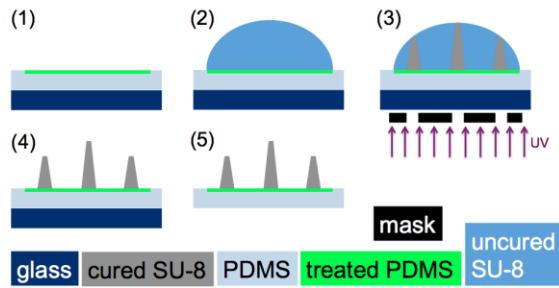 (1)
(2)
(3)
UV
(4)
(5)
mask
glass
cured SU-8
PDMS
treated PDMS
uncured
SU-8